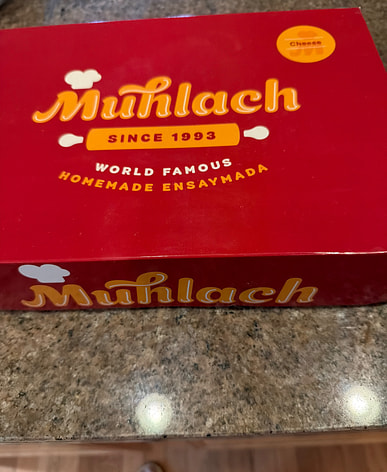 Cheese
Muhlach
SINCE 1993
WORLD FAMOUS
HOMEMADE ENSAYMADA
Muhlach